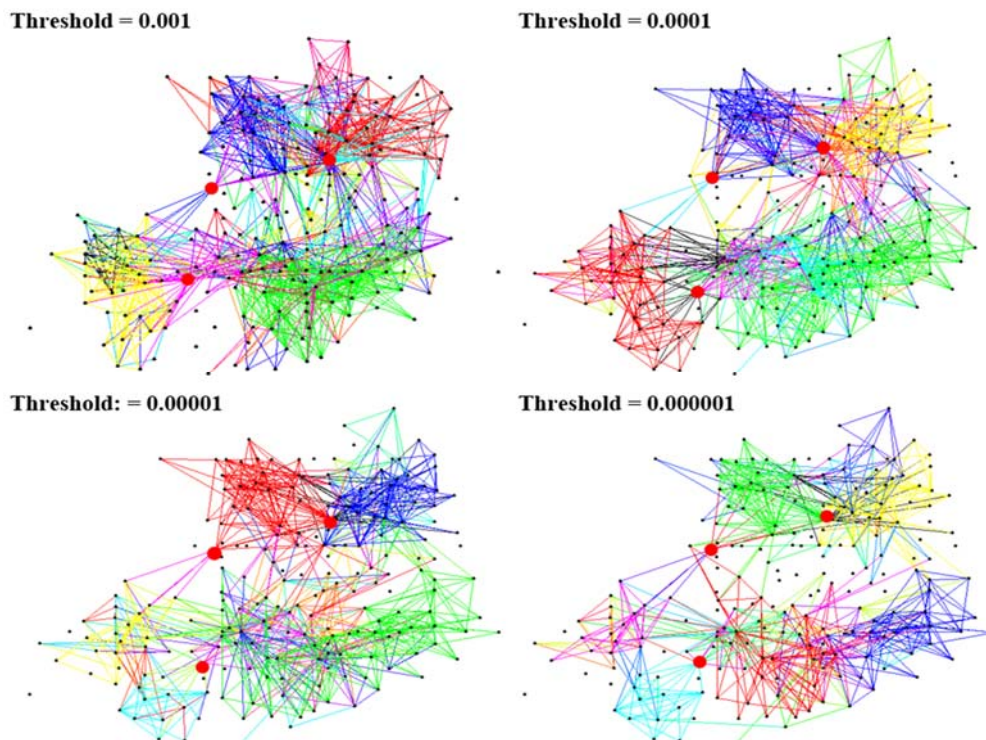 Threshold = 0.001
Threshold = 0.0001
Threshold: = 0.00001
Threshold = 0.000001